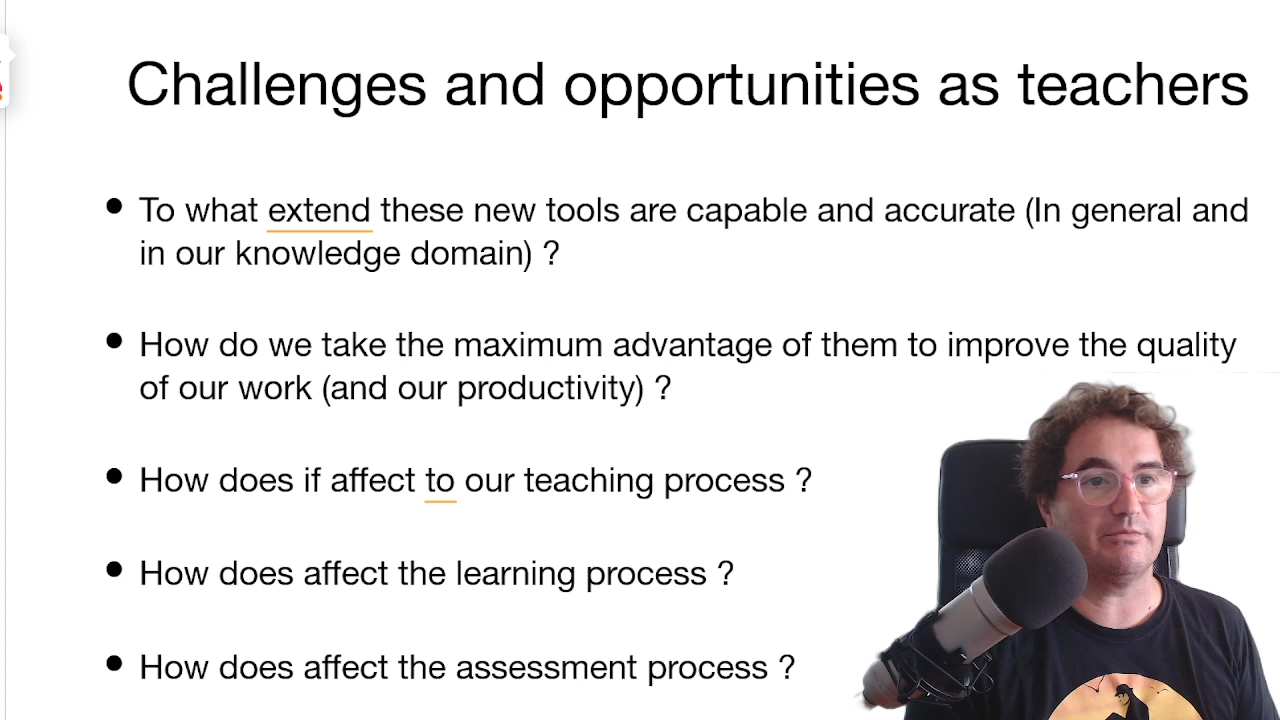 Challenges and opportunities as teachers
• To what extend these new tools are capable and accurate (In general and
in our knowledge domain) ?
• How do we take the maximum advantage of them to improve the quality
of our work (and our productivity) ?
• How does if affect to our teaching process ?
• How does affect the learning process ?
• How does affect the assessment process ?